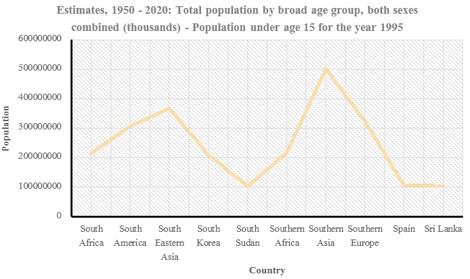 Estimates, 1950 - 2020: Total population by broad age group, both sexes
combined (thousands) - Population under age 15 for the year 1995
600000000
500000000
400000000
300000000
200000000
100000000
0
Population
South Africa
South America
South Eastern Asia
South Korea
South Sudan
Southern Africa
Southern Asia
Southern Europe
Spain
Sri Lanka
Country